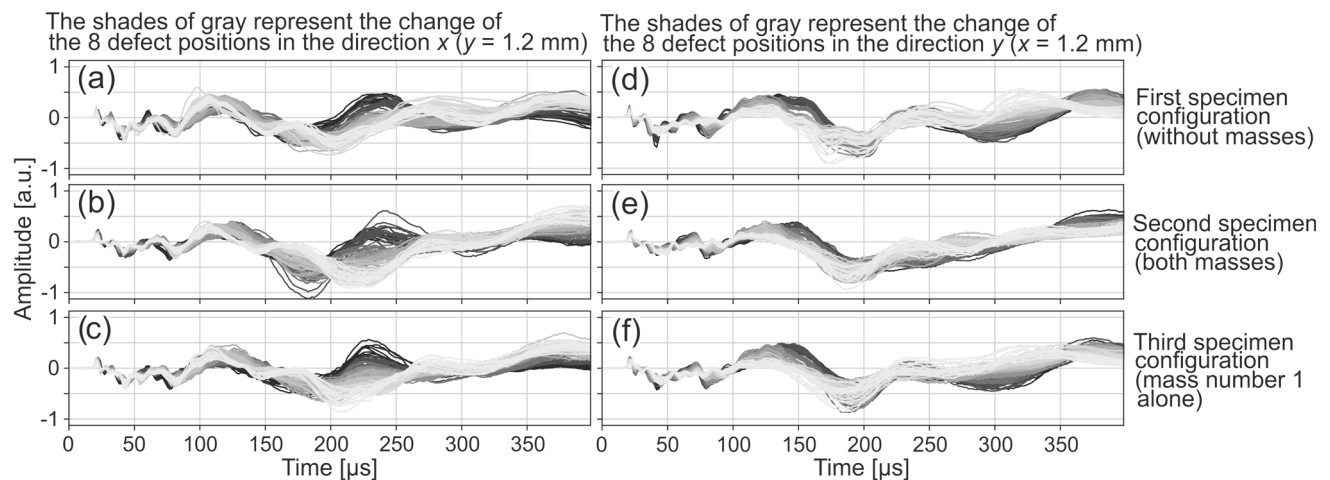 The shades of gray represent the change of
the 8 defect positions in the direction x (y = 1.2 mm)
The shades of gray represent the change of
the 8 defect positions in the direction y (x = 1.2 mm)
Amplitude [a.u.]
1
0
-1
(a)
(d)
First specimen
configuration
(without masses)
1
0
-1
(b)
(e)
Second specimen
configuration
(both masses)
1
0
-1
(c)
(f)
Third specimen
configuration
(mass number 1
alone)
0 50 100 150 200 250 300 350
0 50 100 150 200 250 300 350
Time [µs]
Time [µs]